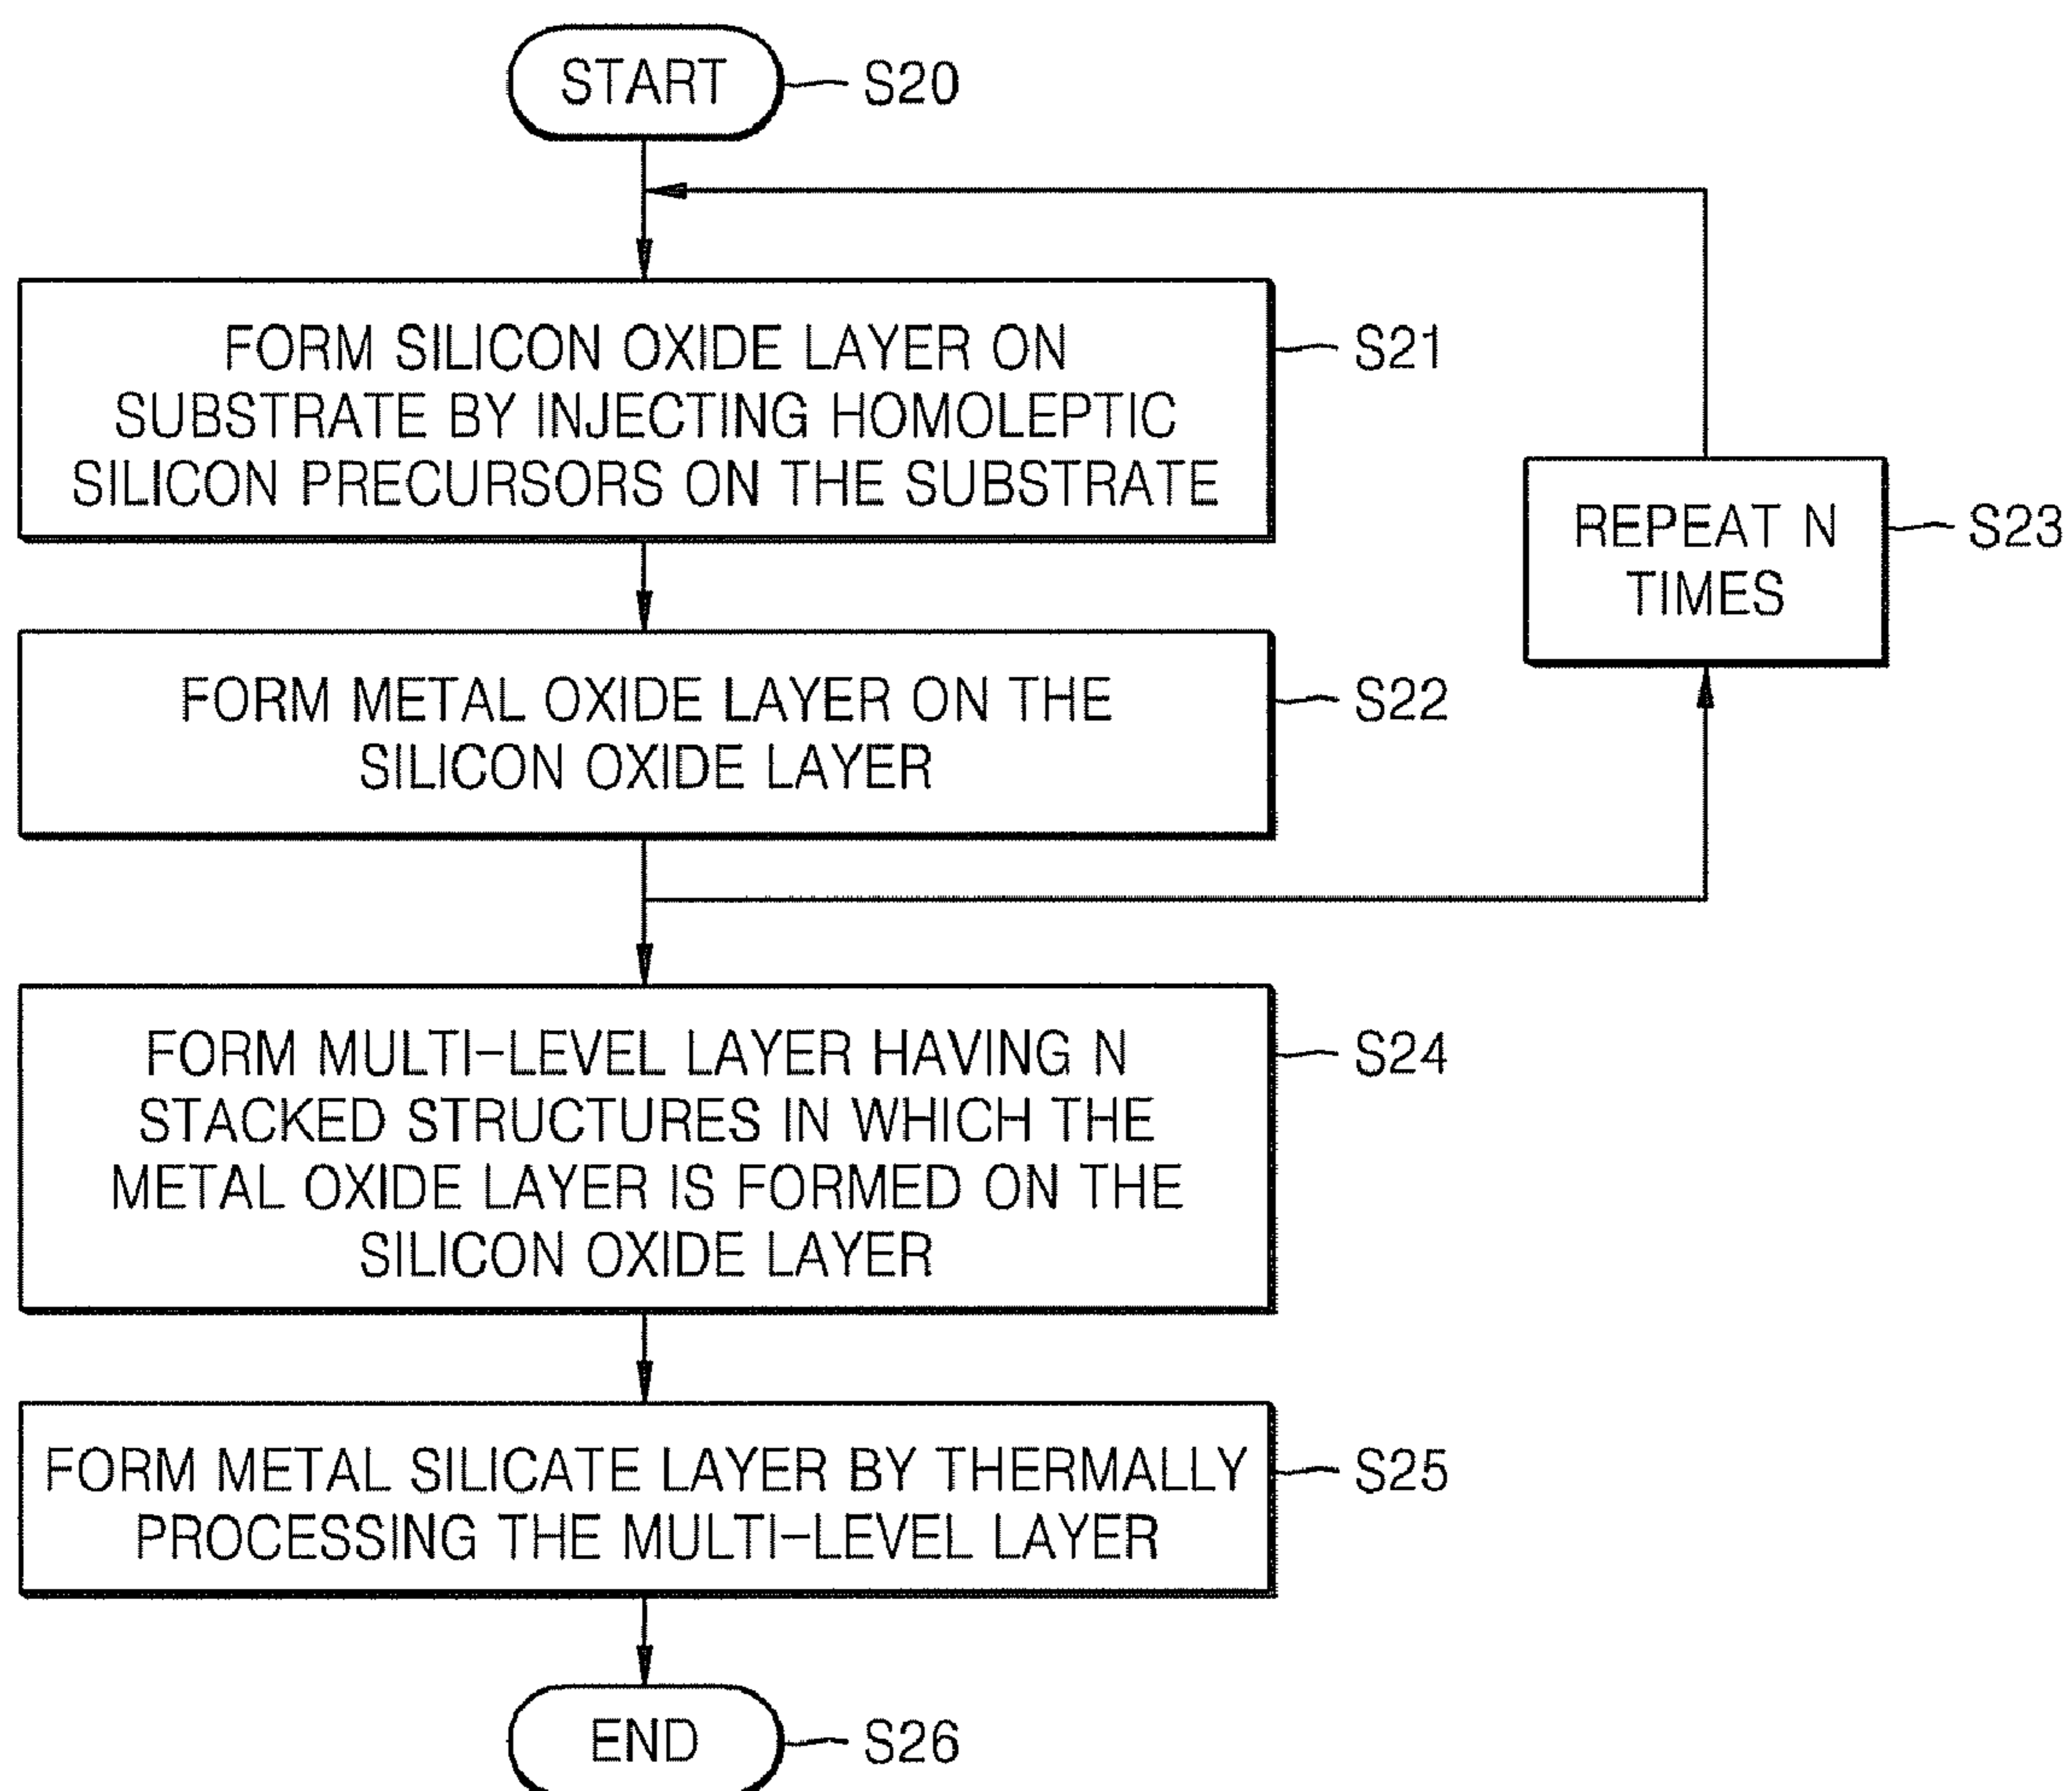 START
S20
FORM SILICON OXIDE LAYER ON
SUBSTRATE BY INJECTING HOMOLEPTIC
SILICON PRECURSORS ON THE SUBSTRATE
S21
REPEAT N
TIMES
S23
FORM METAL OXIDE LAYER ON THE
SILICON OXIDE LAYER
S22
FORM MULTI-LEVEL LAYER HAVING N
STACKED STRUCTURES IN WHICH THE
METAL OXIDE LAYER IS FORMED ON THE
SILICON OXIDE LAYER
S24
FORM METAL SILICATE LAYER BY THERMALLY
PROCESSING THE MULTI-LEVEL LAYER
S25
END
S26